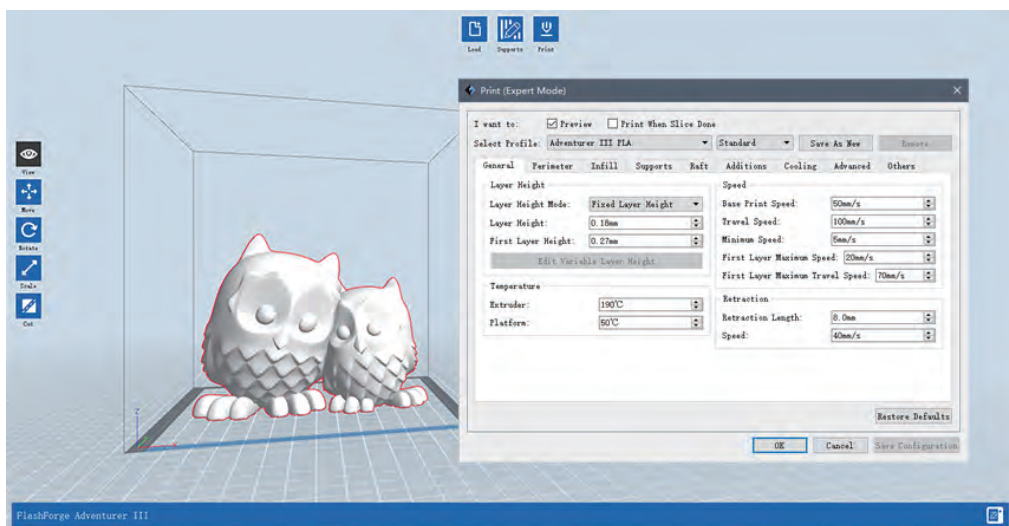 Load Supports Print
Print (Expert Mode)
I want to: Preview Print When Slice Done
Select Profile: Adventurer III PLA Standard Save As New Remove
General Perimeter Infill Supports Raft Additions Cooling Advanced Others
Layer Height
Layer Height Mode: Fixed Layer Height
Layer Height: 0.18mm
First Layer Height: 0.27mm
Edit Variable Layer Height
Temperature
Extruder: 190℃
Platform: 50℃
Speed
Base Print Speed: 50mm/s
Travel Speed: 100mm/s
Minimum Speed: 5mm/s
First Layer Maximum Speed: 20mm/s
First Layer Maximum Travel Speed: 70mm/s
Retraction
Retraction Length: 8.0mm
Speed: 40mm/s
Restore Defaults
OK Cancel Save Configuration
View
Move
Rotate
Scale
Cut
Z
X
FlashForge Adventurer III